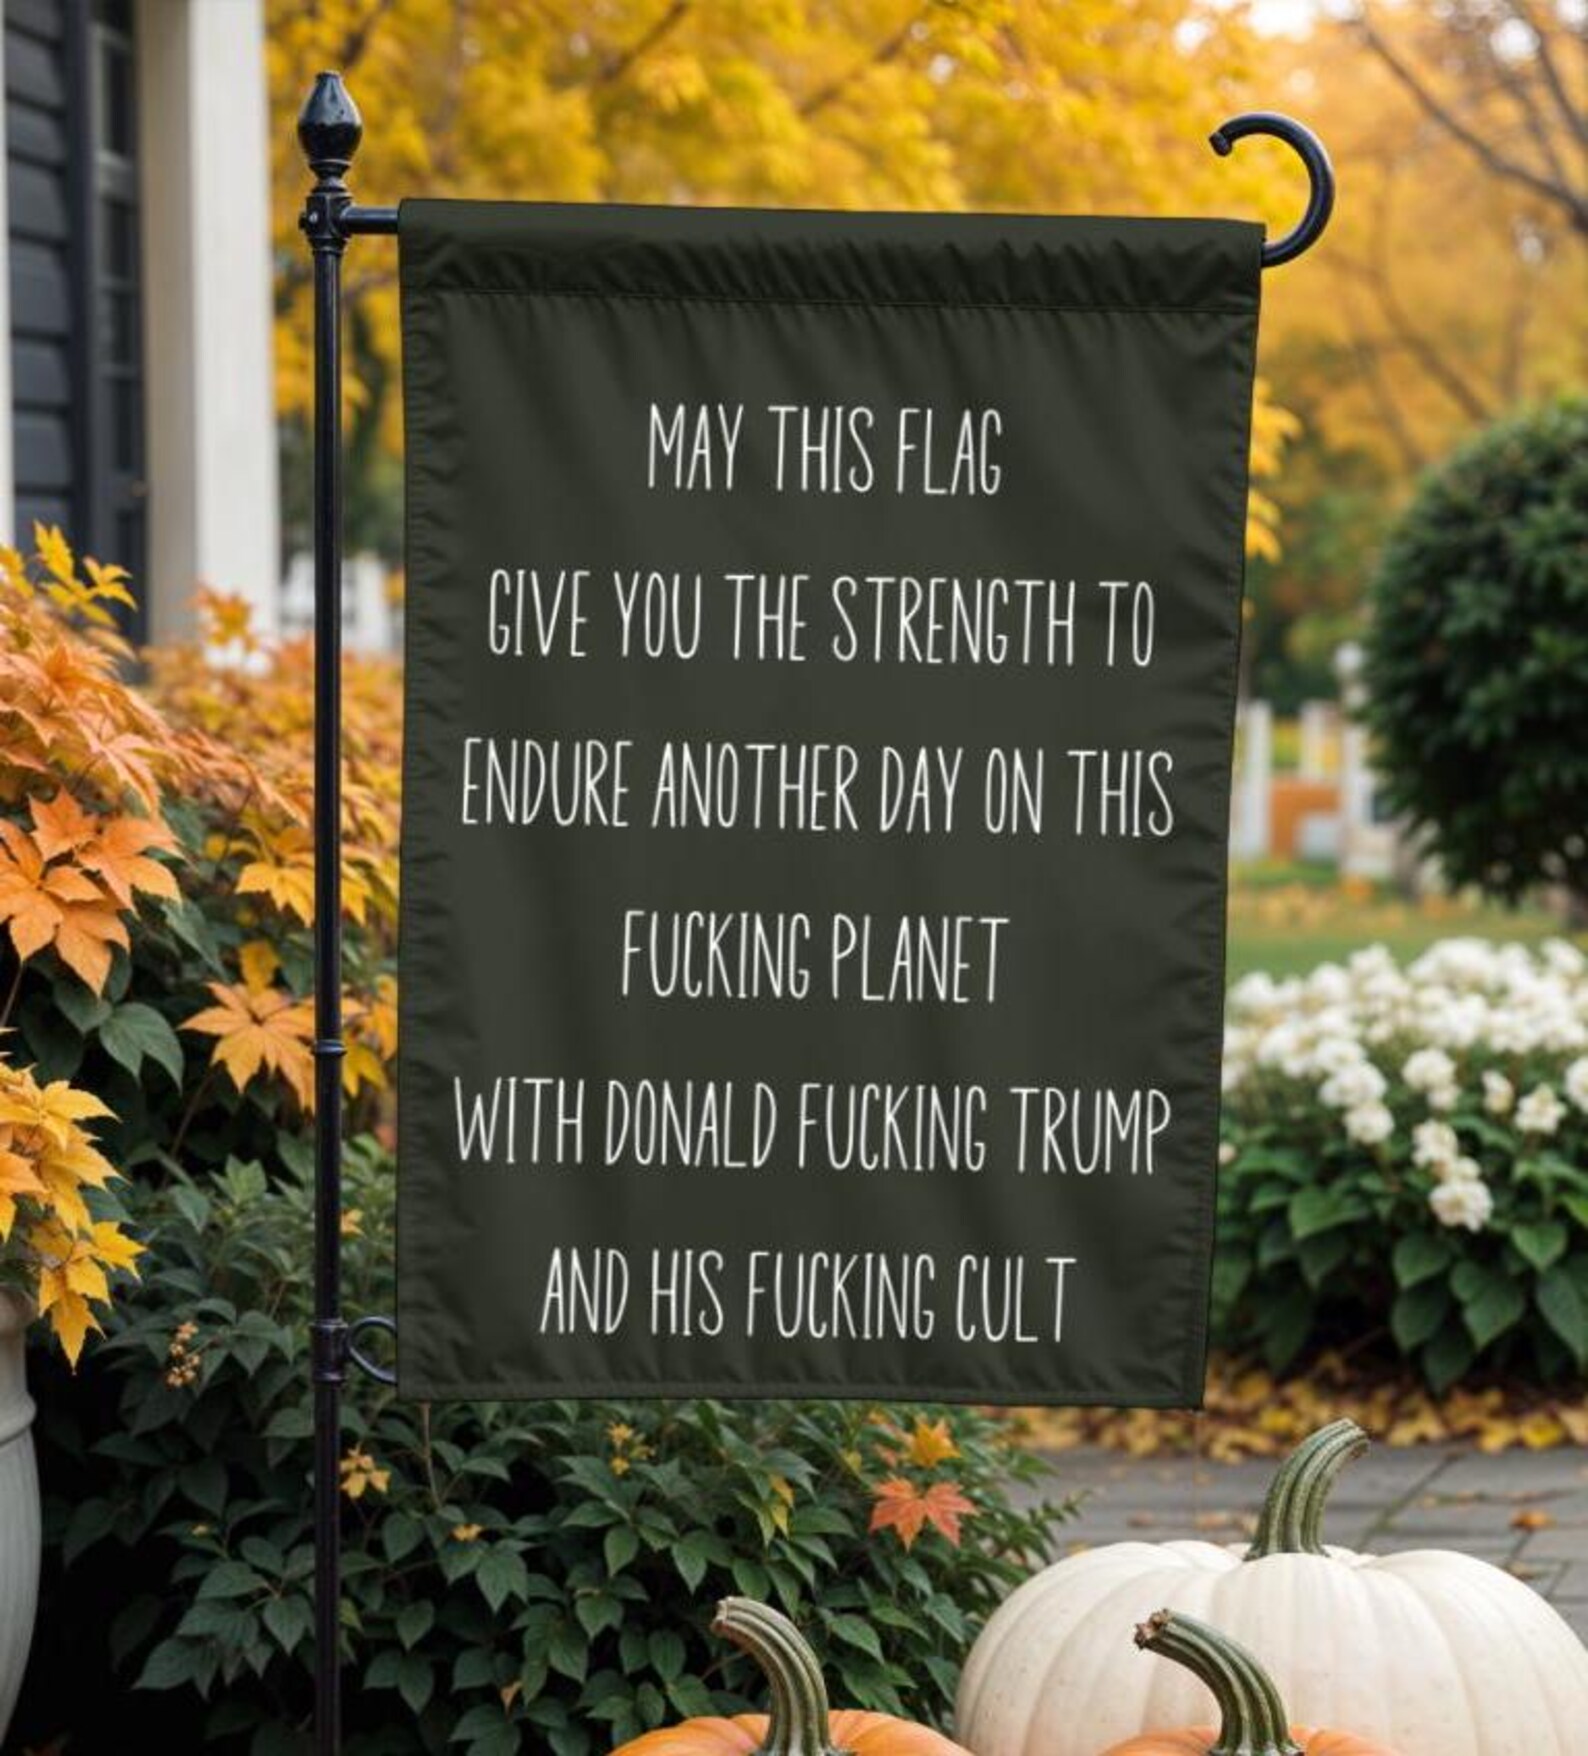 MAY THIS FLAG
GIVE YOU THE STRENGTH TO
ENDURE ANOTHER DAY ON THIS
FUCKING PLANET
WITH DONALD FUCKING TRUMP
AND HIS FUCKING CULT